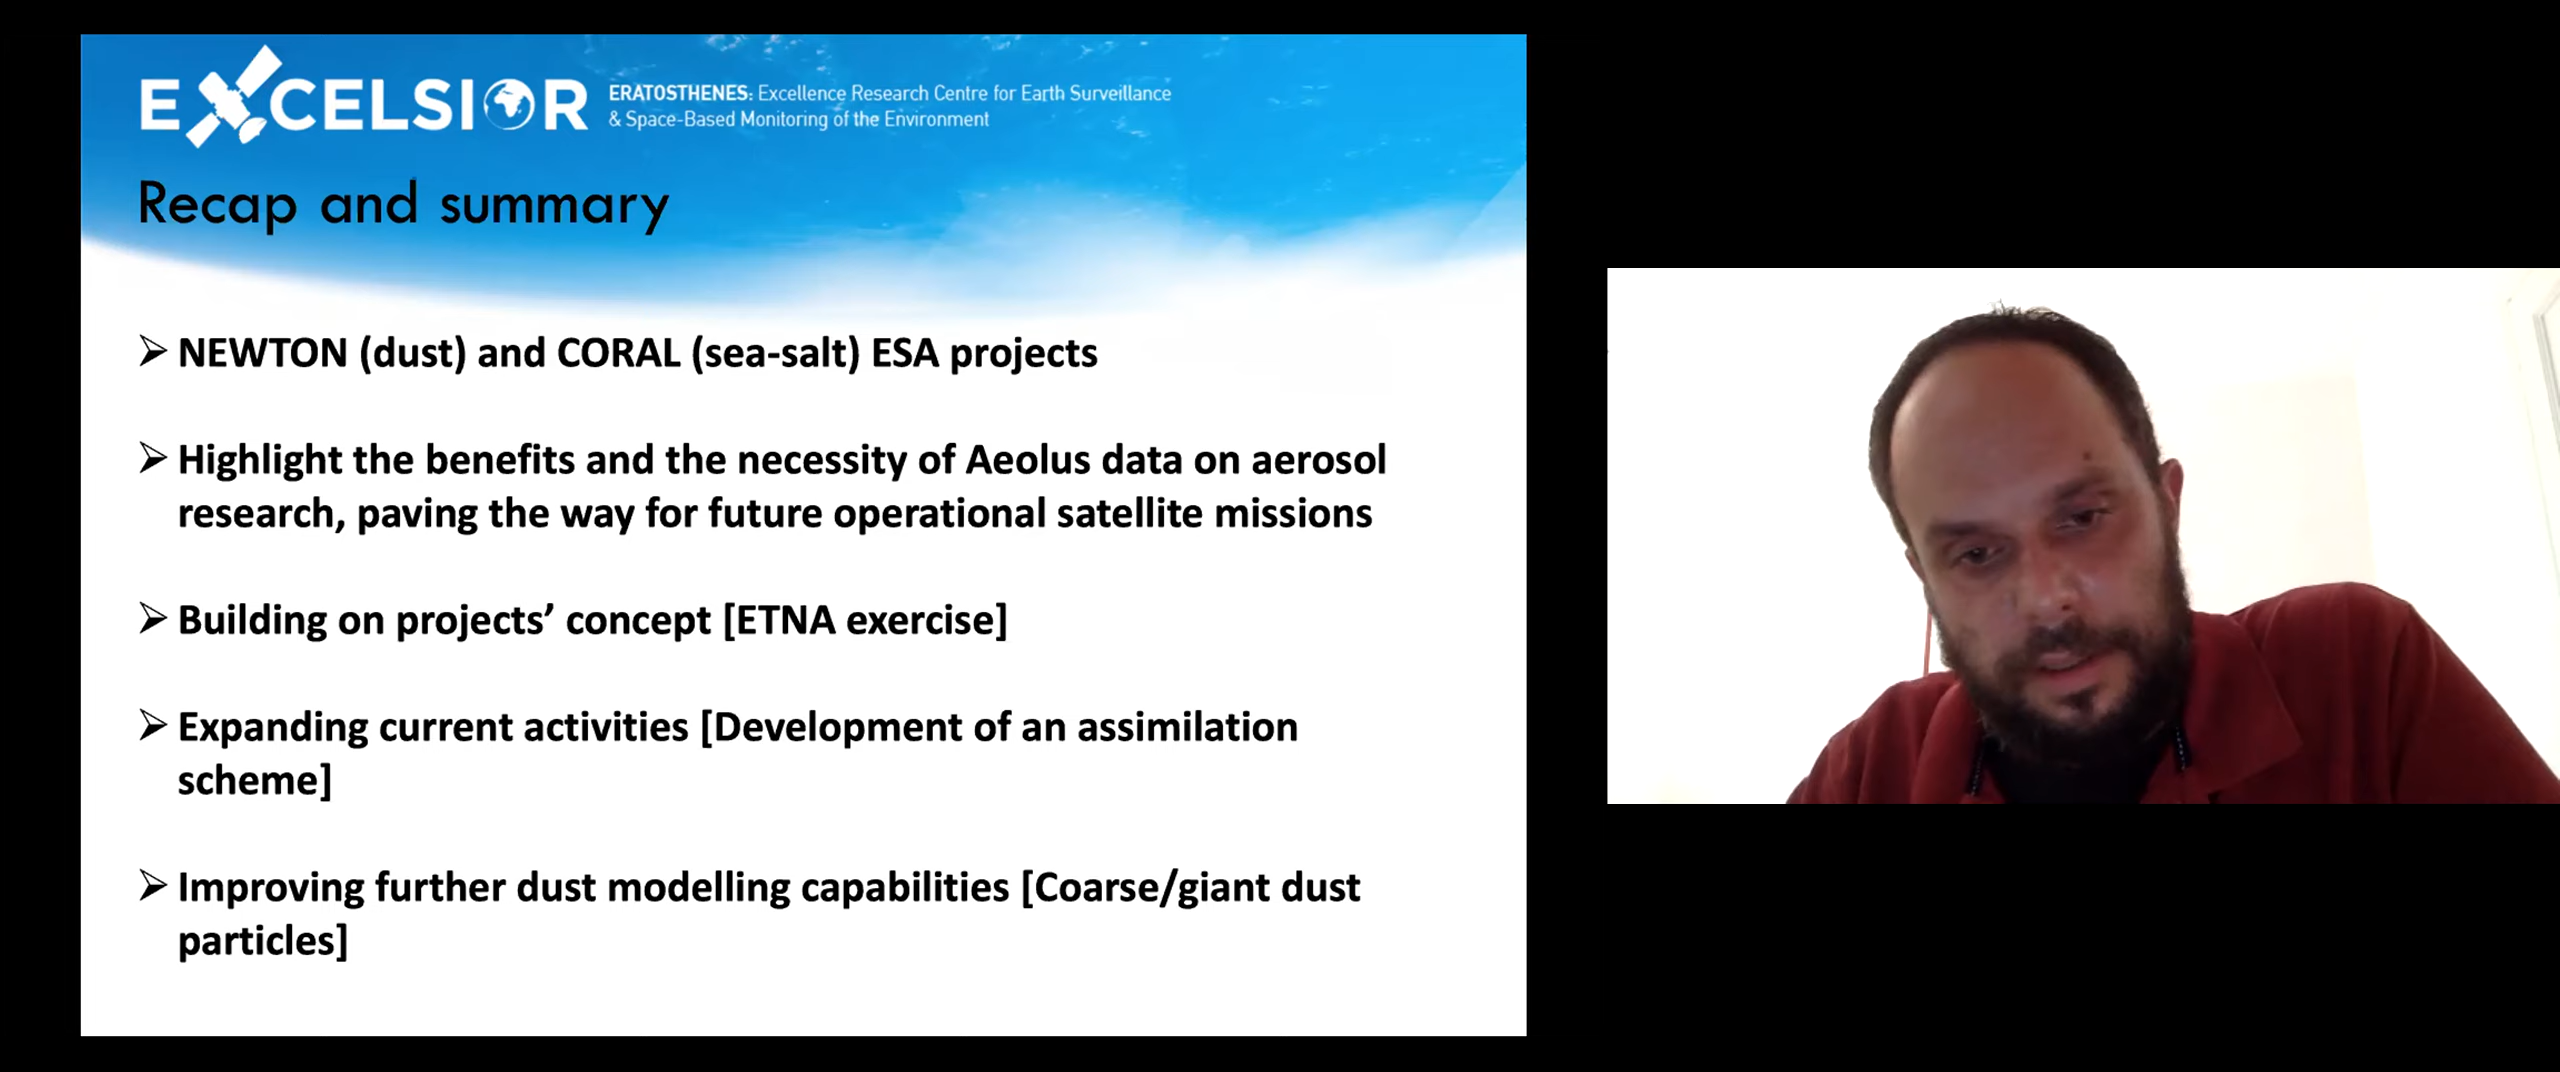 EXCELSIOR
ERATOSTHENES: Excellence Research Centre for Earth Surveillance
& Space-Based Monitoring of the Environment
Recap and summary
➢ NEWTON (dust) and CORAL (sea-salt) ESA projects
➢ Highlight the benefits and the necessity of Aeolus data on aerosol
research, paving the way for future operational satellite missions
➢ Building on projects’ concept [ETNA exercise]
➢ Expanding current activities [Development of an assimilation
scheme]
➢ Improving further dust modelling capabilities [Coarse/giant dust
particles]